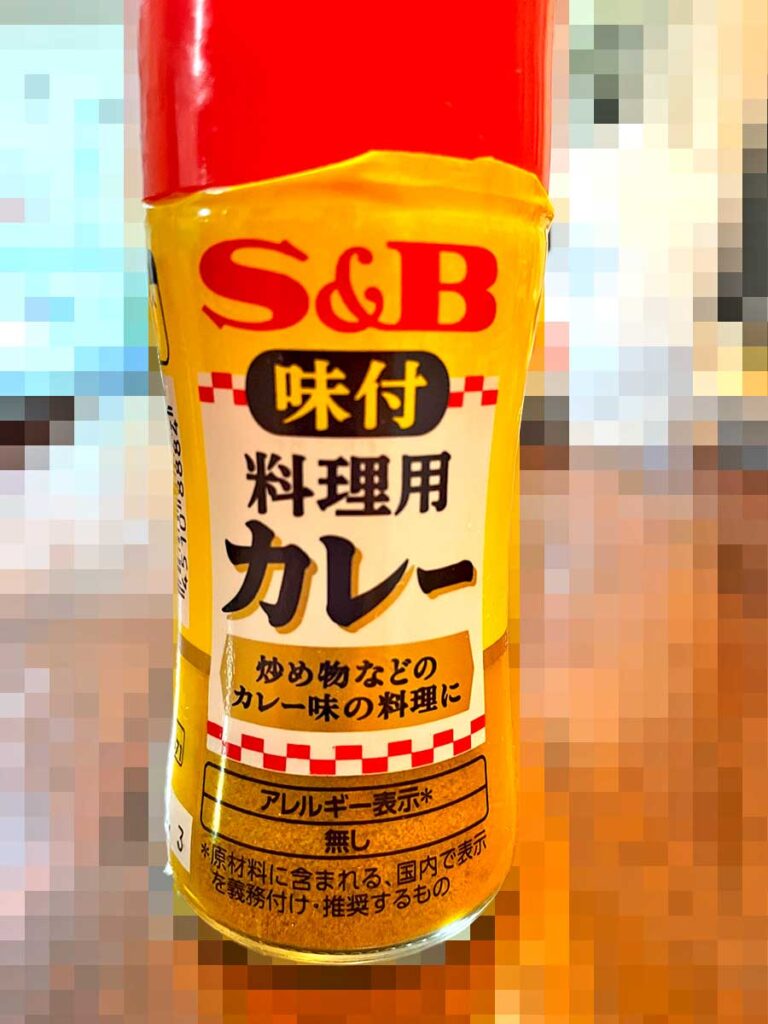 S&B
味付
料理用
カレー
炒め物などの
カレー味の料理に
アレルギー表示*
無し
*原材料に含まれる、国内で表示
を義務付け・推奨するもの
3